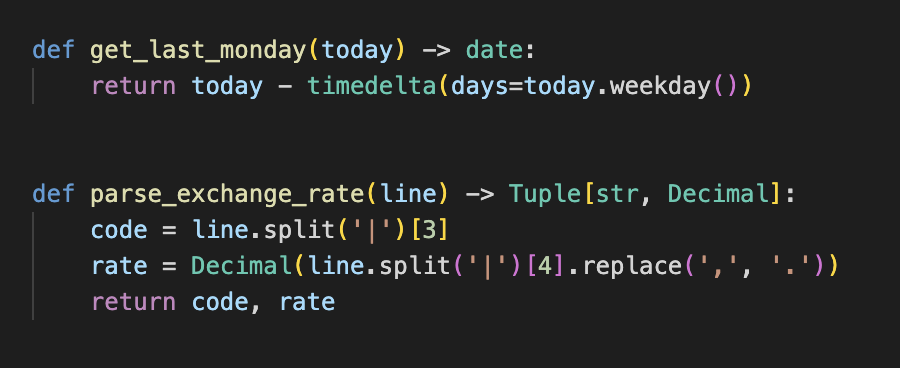 def get_last_monday(today) -> date:
    return today - timedelta(days=today.weekday())
def parse_exchange_rate(line) -> Tuple[str, Decimal]:
    code = line.split('|')[3]
    rate = Decimal(line.split('|')[4].replace(',', '.'))
    return code, rate